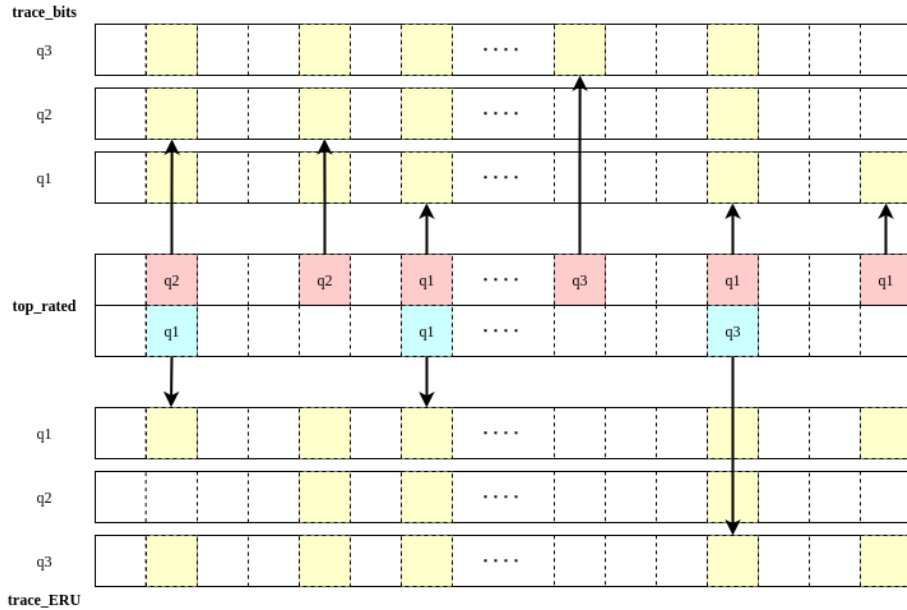 trace_bits
q3 ....
q2 ....
q1 ....
q2 q2 q1 .... q3 q1 q1
top_rated
q1 q1 .... q3
q1 ....
q2 ....
q3 ....
trace_ERU